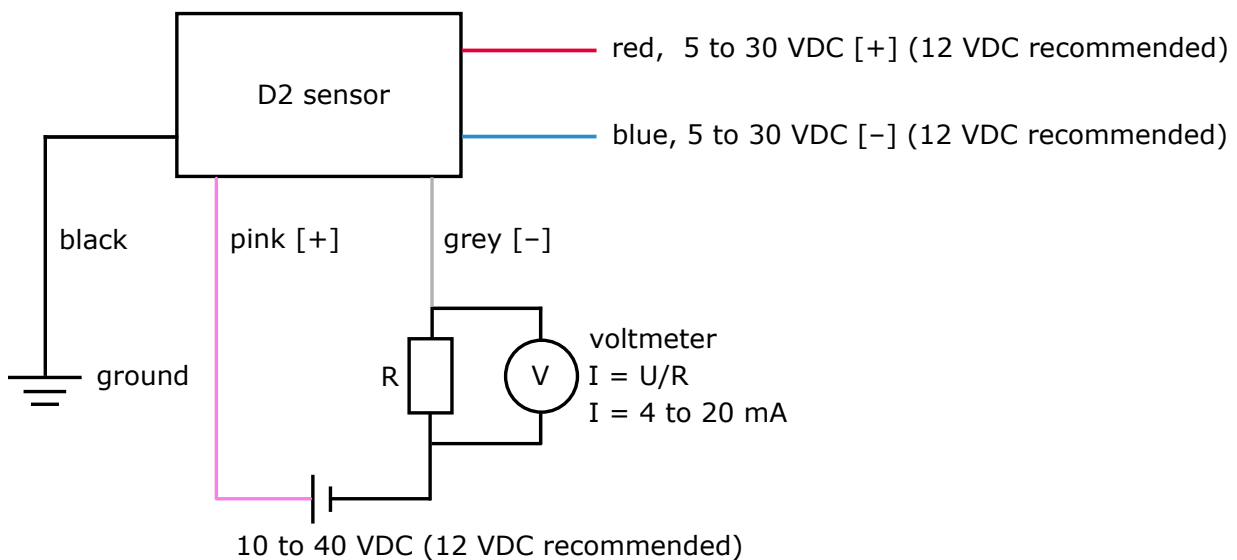 red,  5 to 30 VDC [+] (12 VDC recommended)
D2 sensor
blue, 5 to 30 VDC [–] (12 VDC recommended)
black
pink [+]
grey [–]
voltmeter
ground
R
V
I = U/R
I = 4 to 20 mA
10 to 40 VDC (12 VDC recommended)